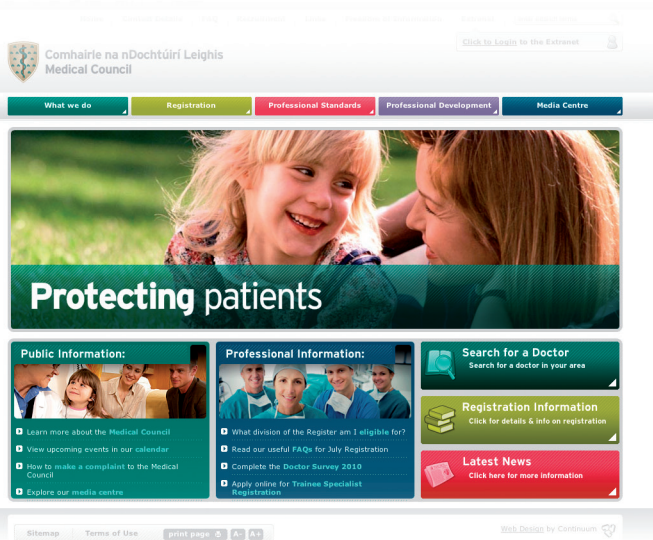 Click to Login to the Extranet
Comhairle na nDochtúirí Leighis
Medical Council
What we do
Registration
Professional Standards
Professional Development
Media Centre
Protecting patients
Public Information:
Learn more about the Medical Council
View upcoming events in our calendar
How to make a complaint to the Medical
Council
Explore our media centre
Professional Information:
What division of the Register am I eligible for?
Read our useful FAQs for July Registration
Complete the Doctor Survey 2010
Apply online for Trainee Specialist
Registration
Search for a Doctor
Search for a doctor in your area
Registration Information
Click for details & info on registration
Latest News
Click here for more information
Sitemap
Terms of Use
print page
A-
A+
Web Design by Continuum